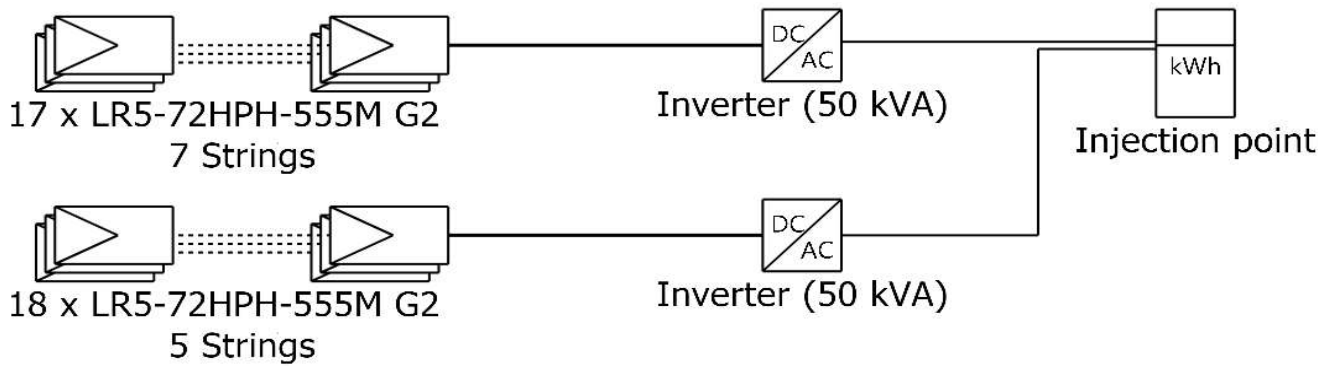 DC
AC
kWh
17 x LR5-72HPH-555M G2
7 Strings
Inverter (50 kVA)
Injection point
DC
AC
18 x LR5-72HPH-555M G2
5 Strings
Inverter (50 kVA)